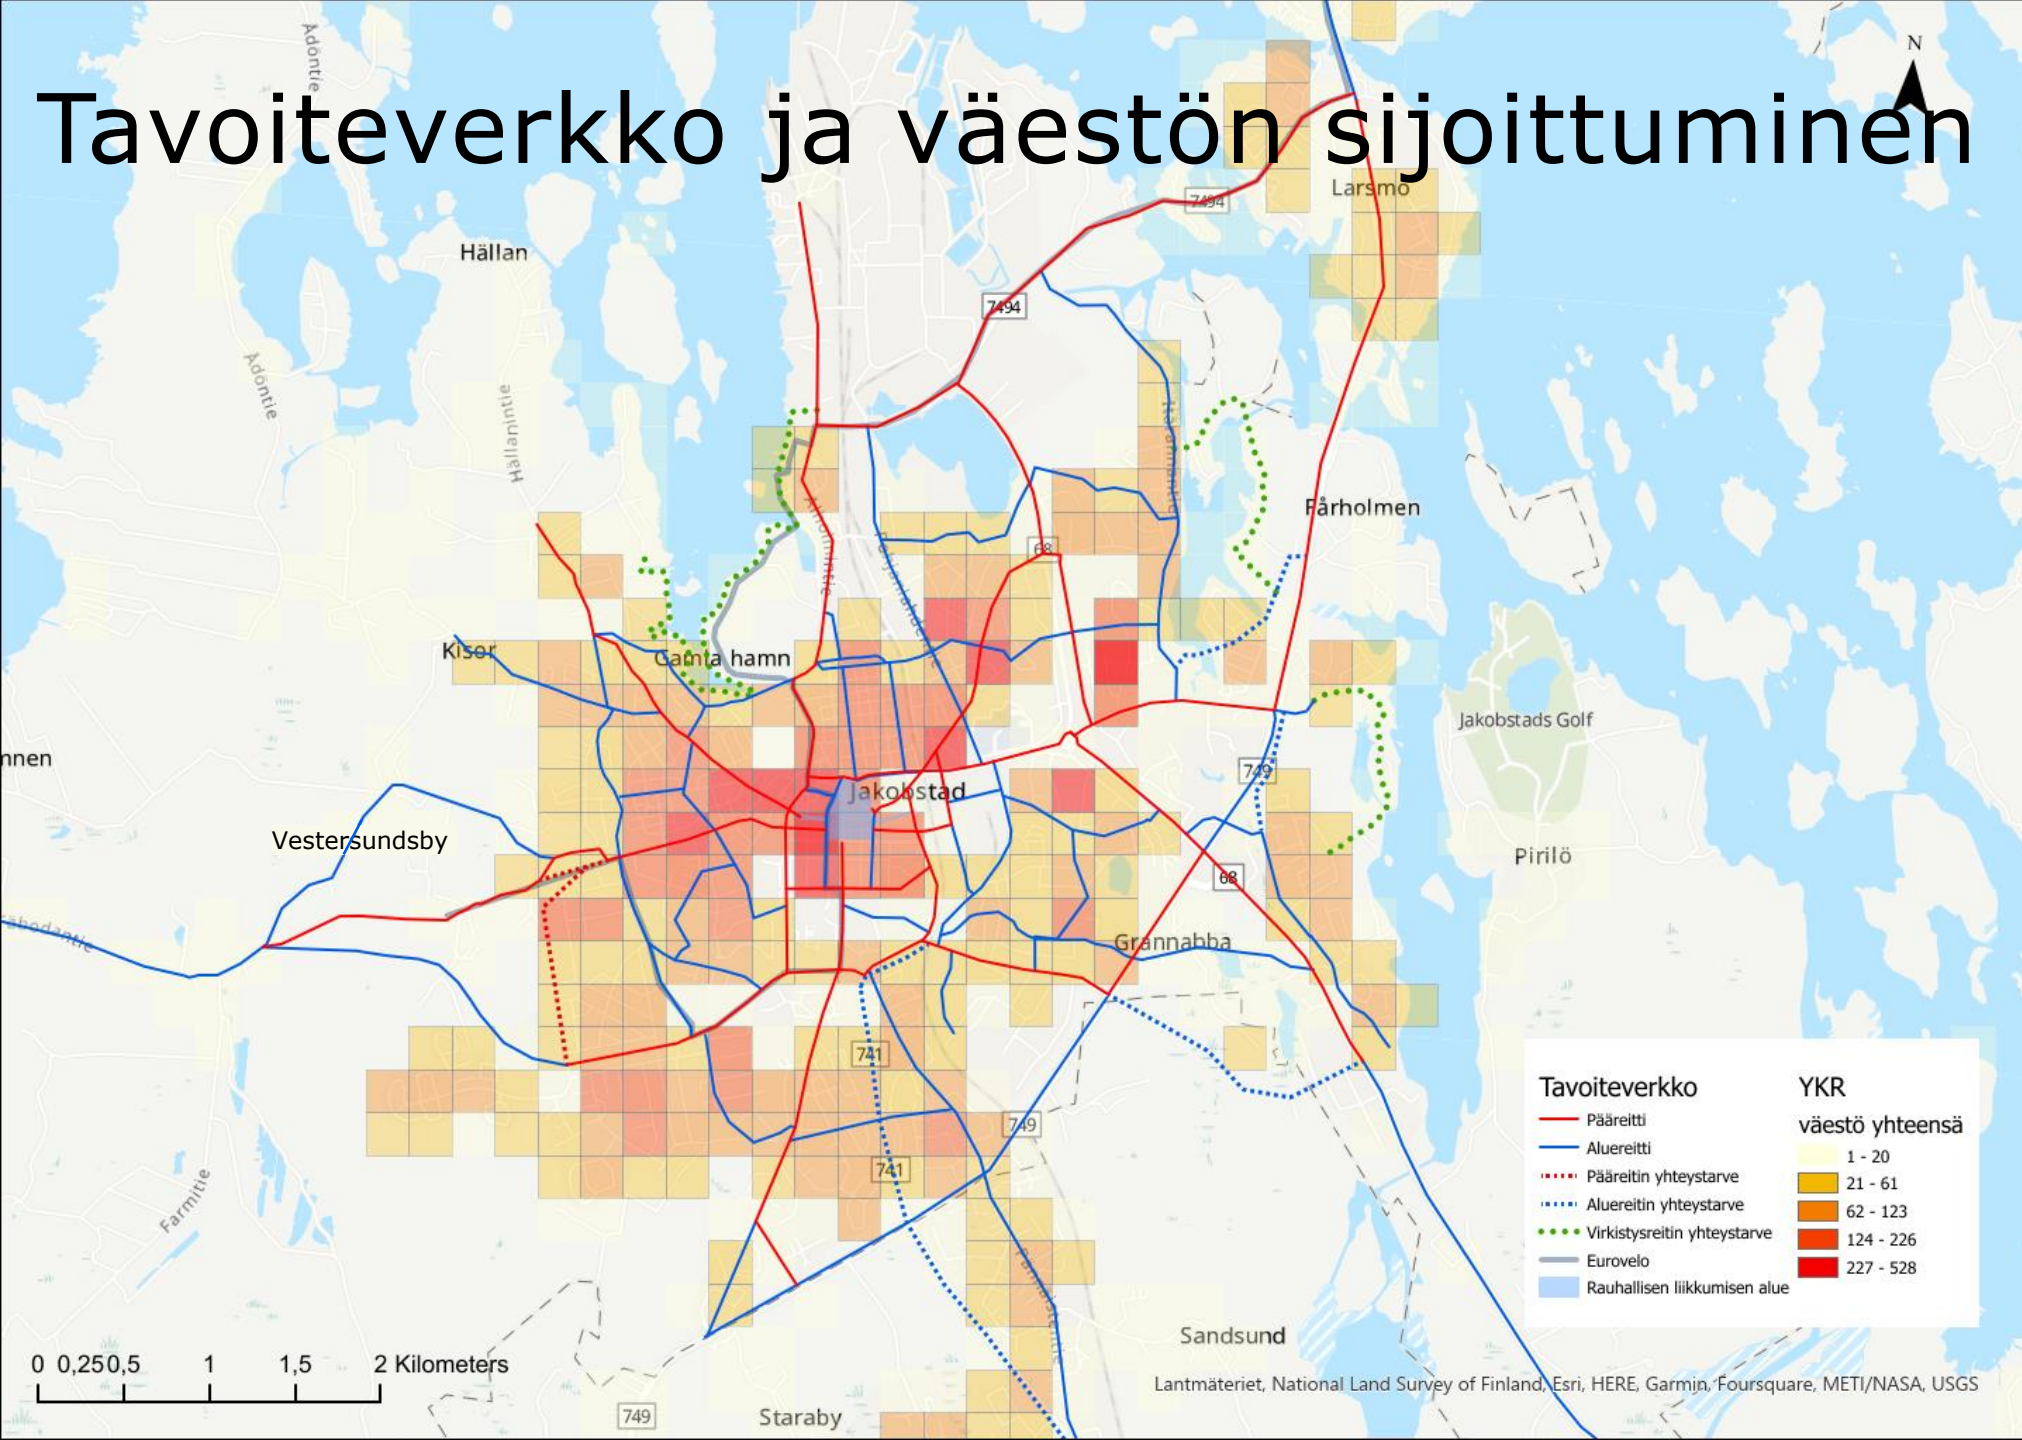 Ådöntie
N
Tavoiteverkko ja väestön sijoittuminen
Larsmo
7494
Hällan
7494
Ådöntie
Hällanintie
Fårholmen
68
Kisor
Gamla hamn
Jakobstads Golf
nnen
749
Jakobstad
Vestersundsby
Pirilö
68
Grannabba
741
749
741
Farmitie
Tavoiteverkko
Pääreitti
Aluereitti
Pääreitin yhteystarve
Aluereitin yhteystarve
Virkistysreitin yhteystarve
Eurovelo
Rauhallisen liikkumisen alue
YKR
väestö yhteensä
1 - 20
21 - 61
62 - 123
124 - 226
227 - 528
Sandsund
0 0,25 0,5 1 1,5 2 Kilometers
Lantmäteriet, National Land Survey of Finland, Esri, HERE, Garmin, Foursquare, METI/NASA, USGS
749
Staraby